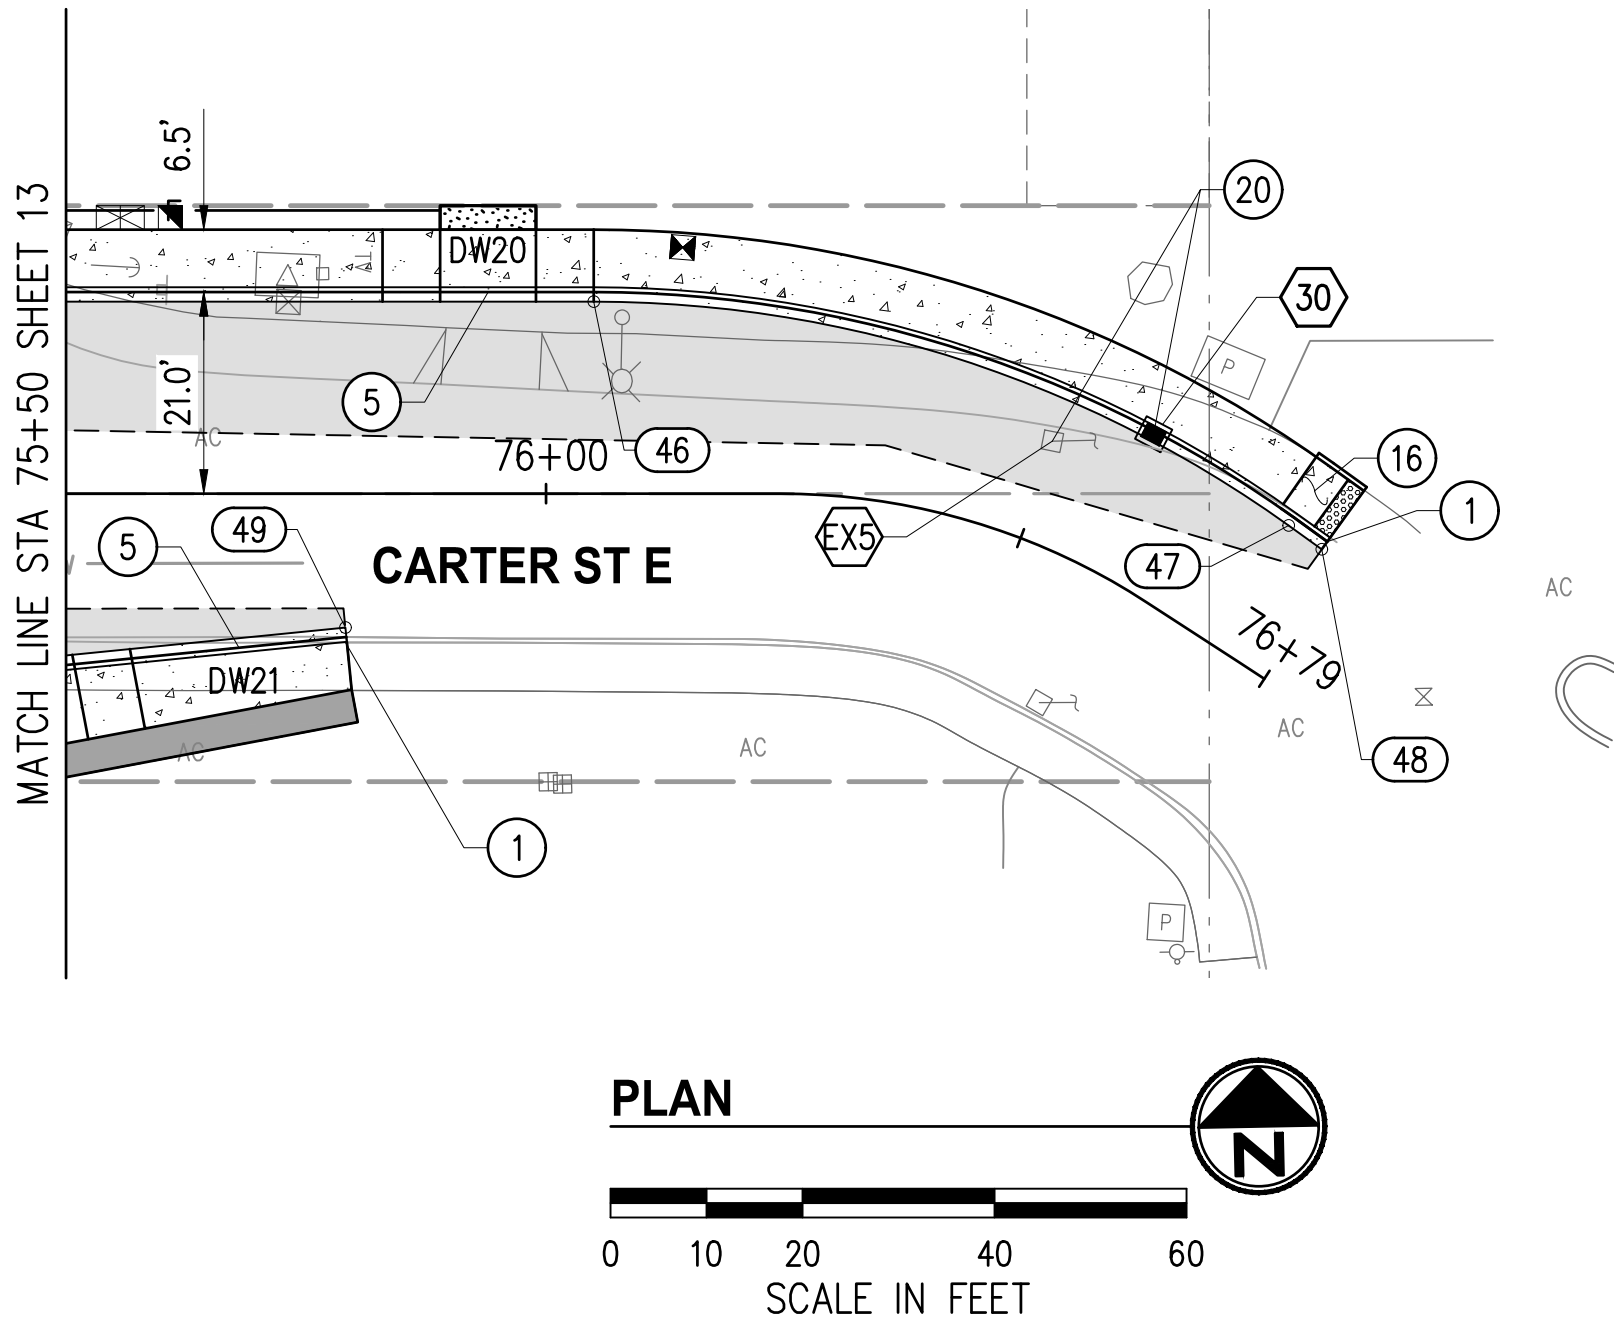 MATCH LINE STA 75+50 SHEET 13
6.5'
DW20
20
30
P
21.0'
5
AC
46
76+00
16
1
49
5
EX5
47
CARTER ST E
AC
76+79
DW21
AC
AC
AC
48
1
P
PLAN
N
0 10 20 40 60
SCALE IN FEET